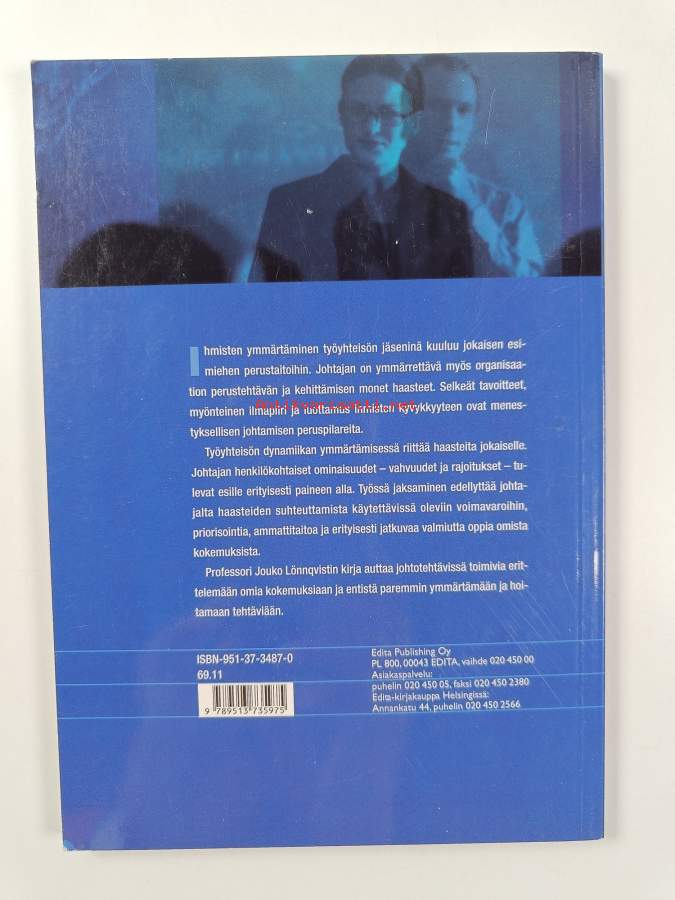 Ihmisten ymmärtäminen työyhteisön jäseninä kuuluu jokaisen esi-
miehen perustaitoihin. Johtajan on ymmärrettävä myös organisaa-
tion perustehtävän ja kehittämisen monet haasteet. Selkeät tavoitteet,
myönteinen ilmapiiri ja luottamus ihmisten kyvykkyyteen ovat menes-
tyksellisen johtamisen peruspilareita.
Työyhteisön dynamiikan ymmärtämisessä riittää haasteita jokaiselle.
Johtajan henkilökohtaiset ominaisuudet – vahvuudet ja rajoitukset – tu-
levat esille erityisesti paineen alla. Työssä jaksaminen edellyttää johta-
jalta haasteiden suhteuttamista käytettävissä oleviin voimavaroihin,
priorisointia, ammattitaitoa ja erityisesti jatkuvaa valmiutta oppia omista
kokemuksista.
Professori Jouko Lönnqvistin kirja auttaa johtotehtävissä toimivia erit-
telemään omia kokemuksiaan ja entistä paremmin ymmärtämään ja hoi-
tamaan tehtäviään.
ISBN-951-37-3487-0
69.11
9 789513 735975
Edita Publishing Oy
PL 800, 00043 EDITA, vaihde 020 450 00
Asiakaspalvelu:
puhelin 020 450 05, faksi 020 450 2380
Edita-kirjakauppa Helsingissä:
Annankatu 44, puhelin 020 450 2566